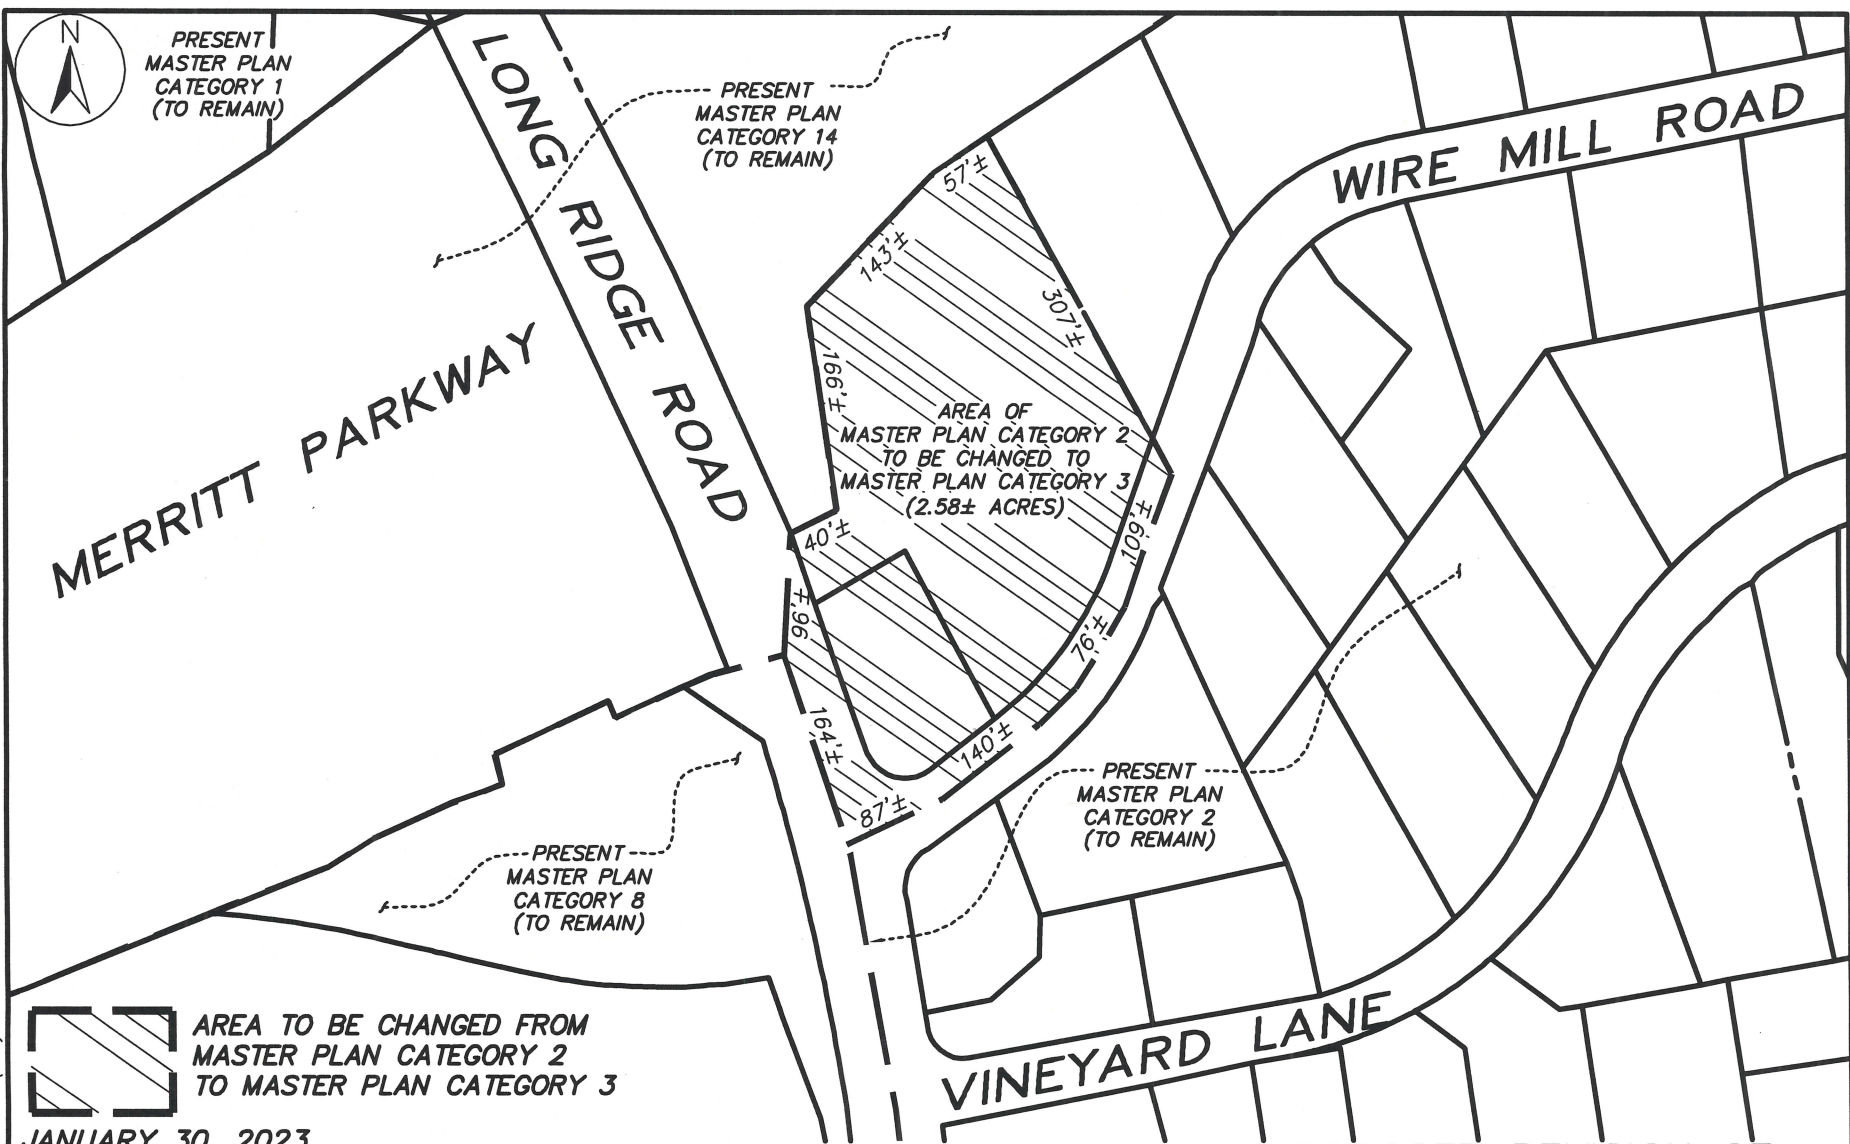 N
PRESENT
MASTER PLAN
CATEGORY 1
(TO REMAIN)
LONG RIDGE ROAD
PRESENT
MASTER PLAN
CATEGORY 14
(TO REMAIN)
WIRE MILL ROAD
MERRITT PARKWAY
57'±
143'±
307'±
166'±
AREA OF
MASTER PLAN CATEGORY 2
TO BE CHANGED TO
MASTER PLAN CATEGORY 3
(2.58± ACRES)
40'±
109'±
96'±
76'±
164'±
140'±
87'±
PRESENT
MASTER PLAN
CATEGORY 2
(TO REMAIN)
PRESENT
MASTER PLAN
CATEGORY 8
(TO REMAIN)
VINEYARD LANE
AREA TO BE CHANGED FROM
MASTER PLAN CATEGORY 2
TO MASTER PLAN CATEGORY 3
JANUARY 30, 2023